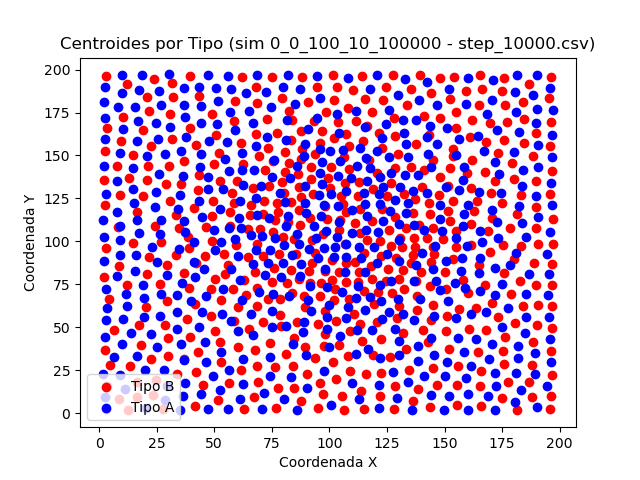 Centroides por Tipo (sim 0_0_100_10_100000 - step_10000.csv)
Coordenada Y
200
175
150
125
100
75
50
25
0
Tipo B
Tipo A
0 25 50 75 100 125 150 175 200
Coordenada X